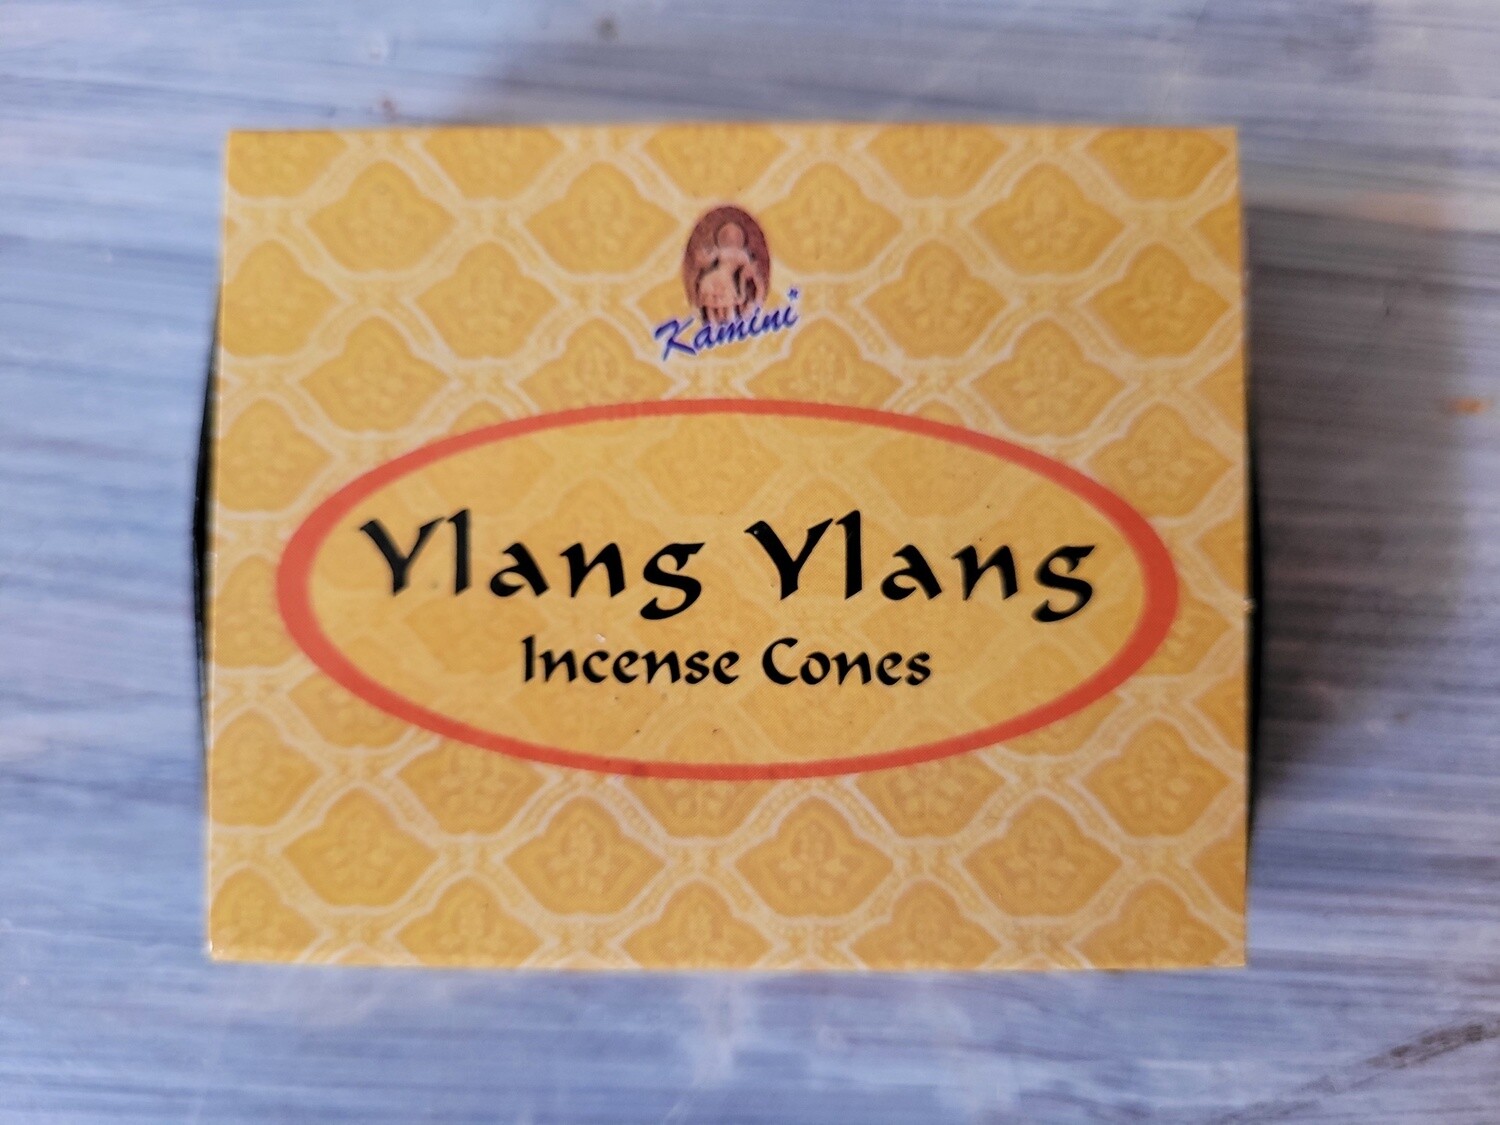 Kamini
Ylang Ylang
Incense Cones